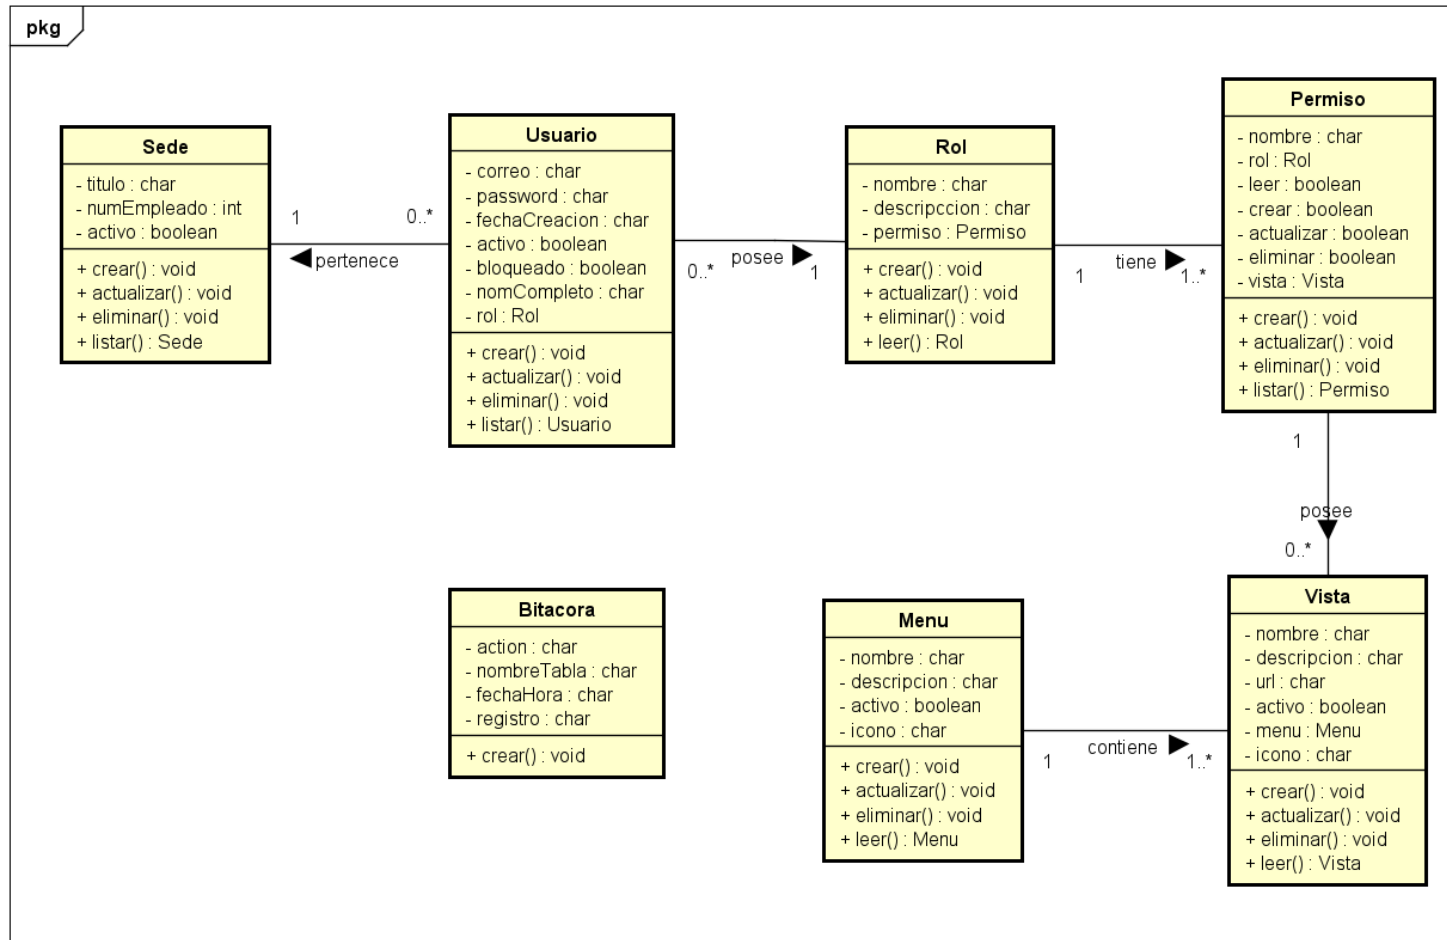 pkg
Sede
- titulo : char
- numEmpleado : int
- activo : boolean
+ crear() : void
+ actualizar() : void
+ eliminar() : void
+ listar() : Sede
1
0..*
pertenece
Usuario
- correo : char
- password : char
- fechaCreacion : char
- activo : boolean
- bloqueado : boolean
- nomCompleto : char
- rol : Rol
+ crear() : void
+ actualizar() : void
+ eliminar() : void
+ listar() : Usuario
0..*
posee
1
Rol
- nombre : char
- descripccion : char
- permiso : Permiso
+ crear() : void
+ actualizar() : void
+ eliminar() : void
+ leer() : Rol
1
tiene
1..*
Permiso
- nombre : char
- rol : Rol
- leer : boolean
- crear : boolean
- actualizar : boolean
- eliminar : boolean
- vista : Vista
+ crear() : void
+ actualizar() : void
+ eliminar() : void
+ listar() : Permiso
1
posee
0..*
Bitacora
- action : char
- nombreTabla : char
- fechaHora : char
- registro : char
+ crear() : void
Menu
- nombre : char
- descripcion : char
- activo : boolean
- icono : char
+ crear() : void
+ actualizar() : void
+ eliminar() : void
+ leer() : Menu
1
contiene
1..*
Vista
- nombre : char
- descripcion : char
- url : char
- activo : boolean
- menu : Menu
- icono : char
+ crear() : void
+ actualizar() : void
+ eliminar() : void
+ leer() : Vista